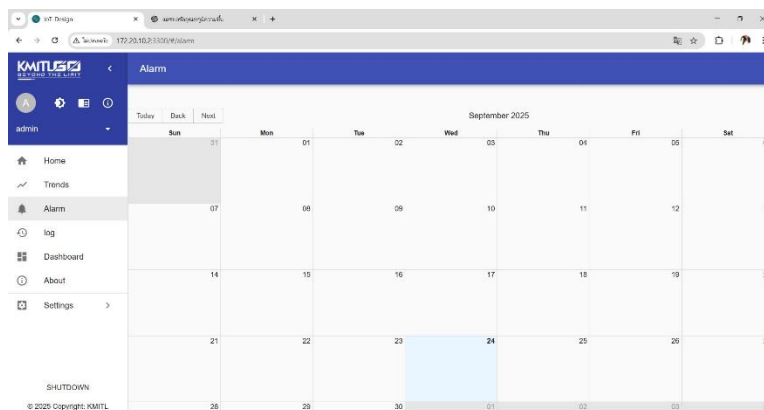 IoT Design
172.20.10.2:3300/#/alarm
KMITL
BEYOND THE LIMIT
Alarm
A
admin
Today Back Next
September 2025
Sun Mon Tue Wed Thu Fri Sat
31 01 02 03 04 05
07 08 09 10 11 12
14 15 16 17 18 19
21 22 23 24 25 26
28 29 30 01 02 03
Home
Trends
Alarm
log
Dashboard
About
Settings
SHUTDOWN
© 2025 Copyright: KMITL